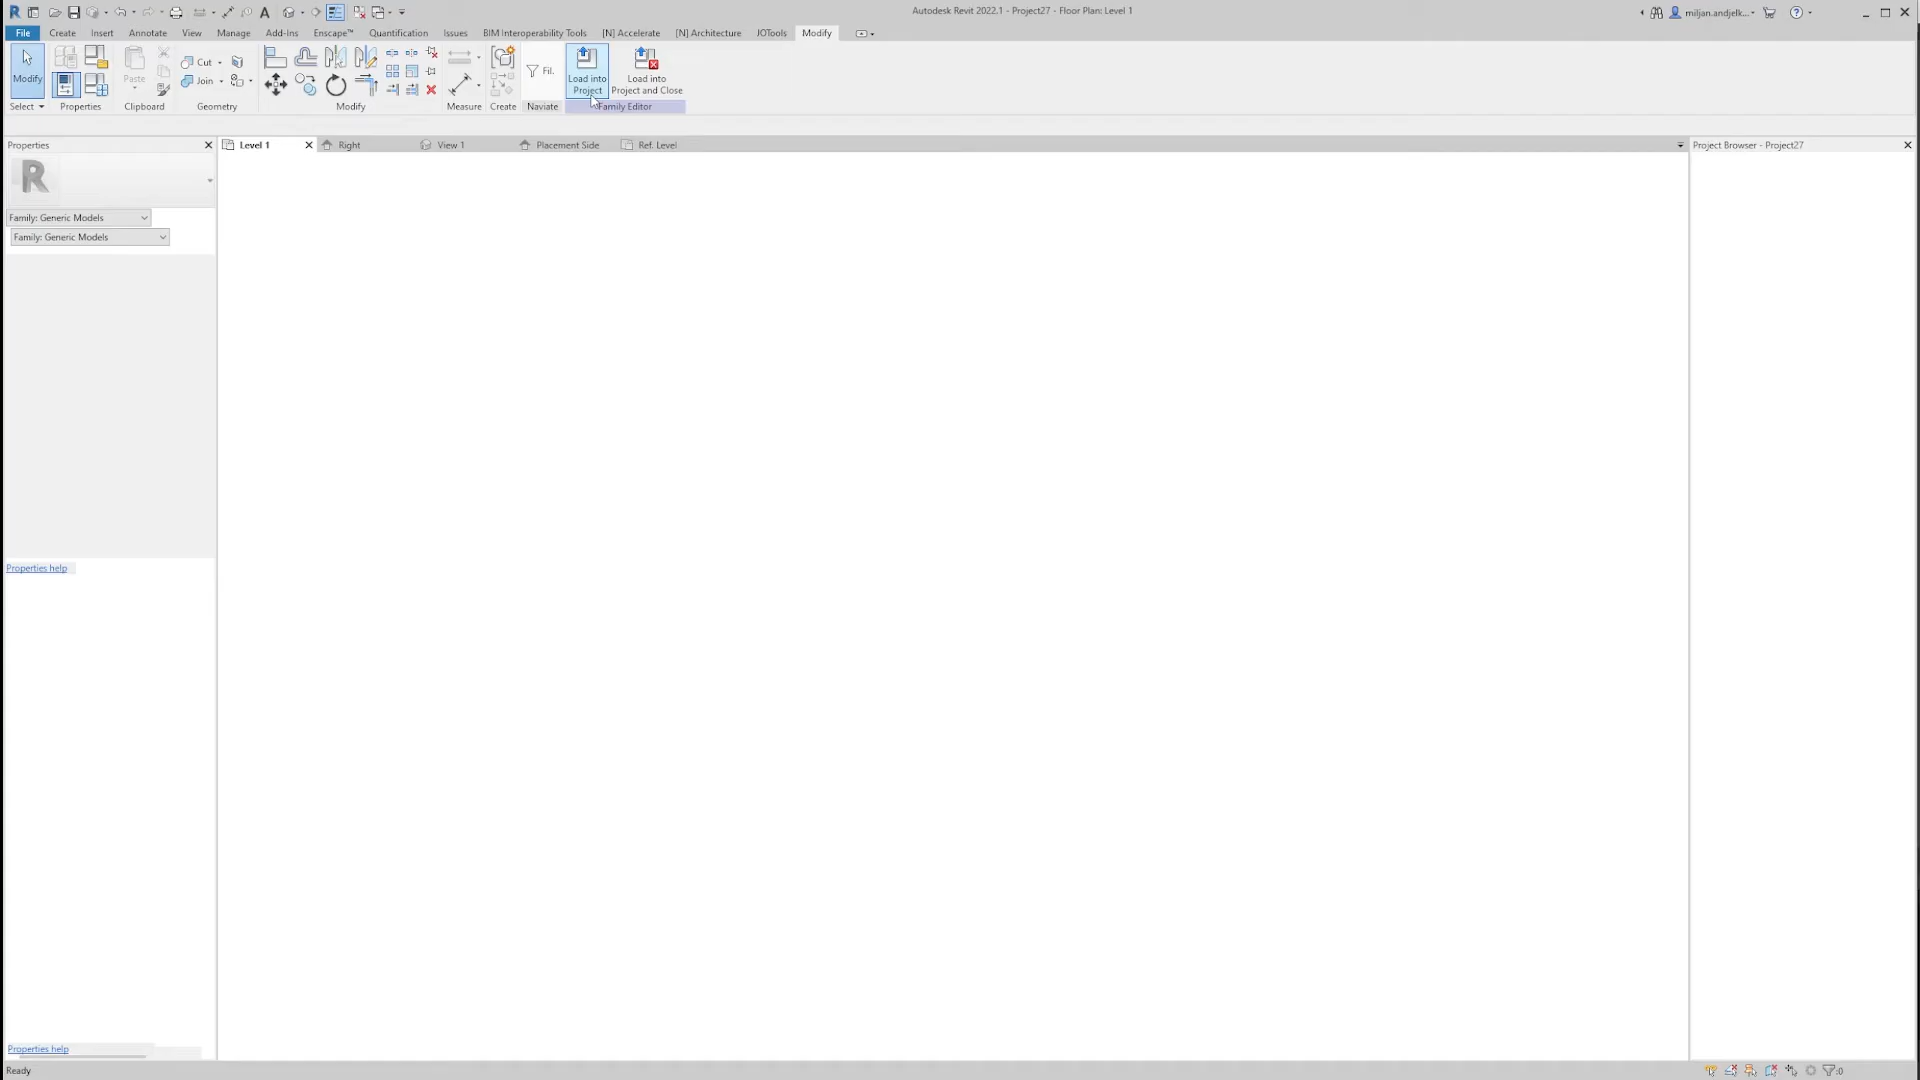 Autodesk Revit 2022.1 - Project27 - Floor Plan: Level 1
miljan.andjelk...
File Create Insert Annotate View Manage Add-Ins Enscape™ Quantification Issues BIM Interoperability Tools [N] Accelerate [N] Architecture JOTools Modify
Modify
Paste
Cut
Join
Fil.
Load into Project
Load into Project and Close
Select Properties Clipboard Geometry Modify Measure Create Naviate Family Editor
Properties
Level 1 Right View 1 Placement Side Ref. Level
Project Browser - Project27
R
Family: Generic Models
Family: Generic Models
Properties help
Properties help
Ready
:0